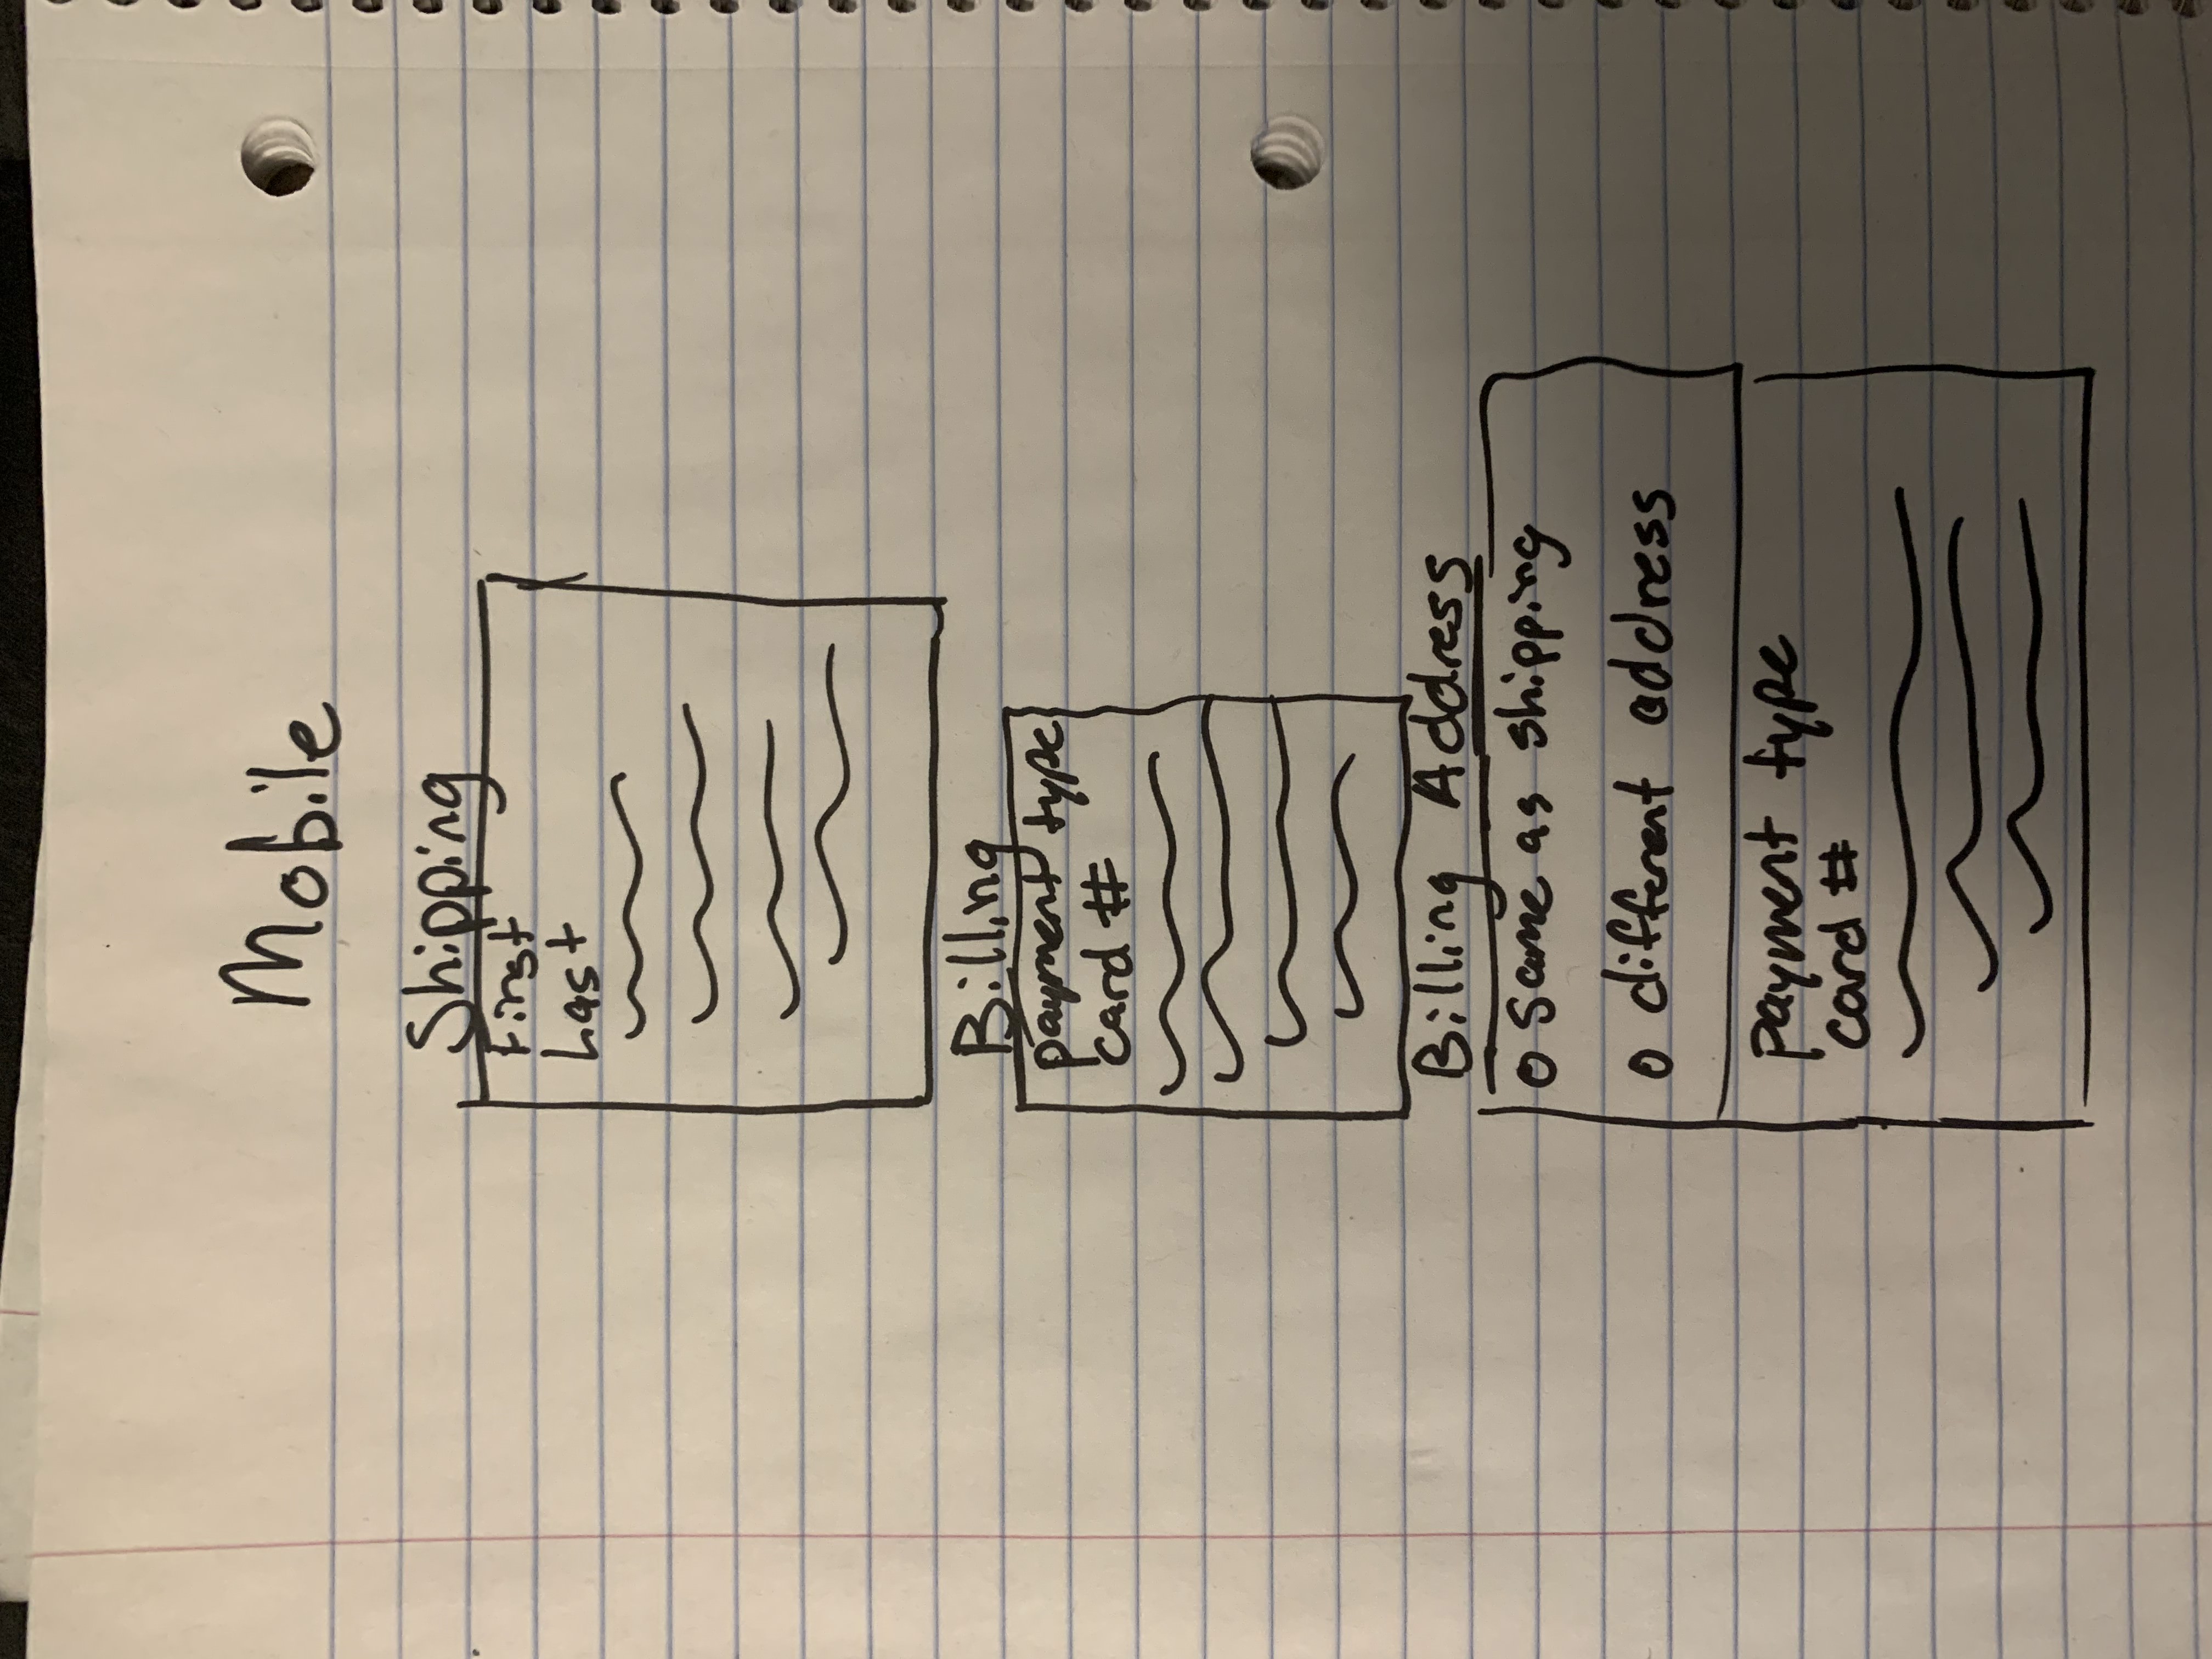 Mobile
Shipping
First
Last
Billing
payment type
card #
Billing Address
o same as shipping
o different address
payment type
card #